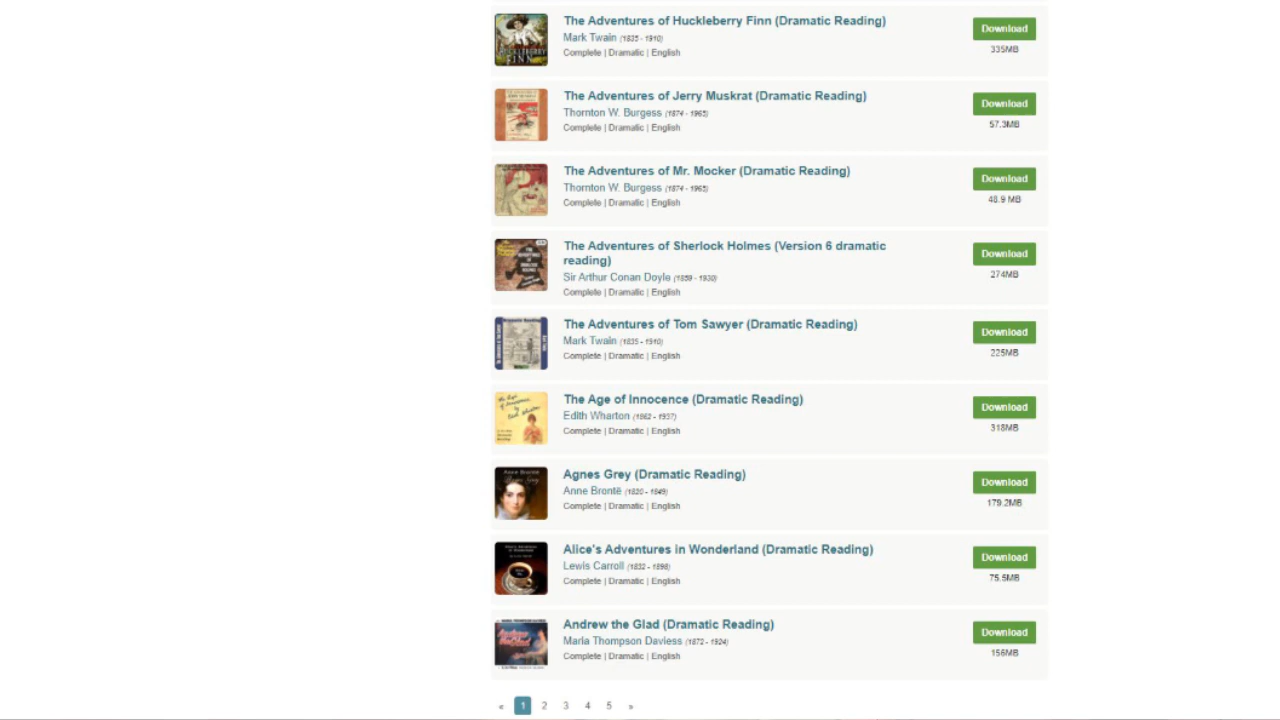 The Adventures of Huckleberry Finn (Dramatic Reading)
Mark Twain (1835 - 1910)
Complete | Dramatic | English
Download
335MB
The Adventures of Jerry Muskrat (Dramatic Reading)
Thornton W. Burgess (1874 - 1965)
Complete | Dramatic | English
Download
57.3MB
The Adventures of Mr. Mocker (Dramatic Reading)
Thornton W. Burgess (1874 - 1965)
Complete | Dramatic | English
Download
48.9 MB
The Adventures of Sherlock Holmes (Version 6 dramatic
reading)
Sir Arthur Conan Doyle (1859 - 1930)
Complete | Dramatic | English
Download
274MB
The Adventures of Tom Sawyer (Dramatic Reading)
Mark Twain (1835 - 1910)
Complete | Dramatic | English
Download
225MB
The Age of Innocence (Dramatic Reading)
Edith Wharton (1862 - 1937)
Complete | Dramatic | English
Download
318MB
Agnes Grey (Dramatic Reading)
Anne Brontë (1820 - 1849)
Complete | Dramatic | English
Download
179.2MB
Alice's Adventures in Wonderland (Dramatic Reading)
Lewis Carroll (1832 - 1898)
Complete | Dramatic | English
Download
75.5MB
Andrew the Glad (Dramatic Reading)
Maria Thompson Daviess (1872 - 1924)
Complete | Dramatic | English
Download
156MB
« 1 2 3 4 5 »